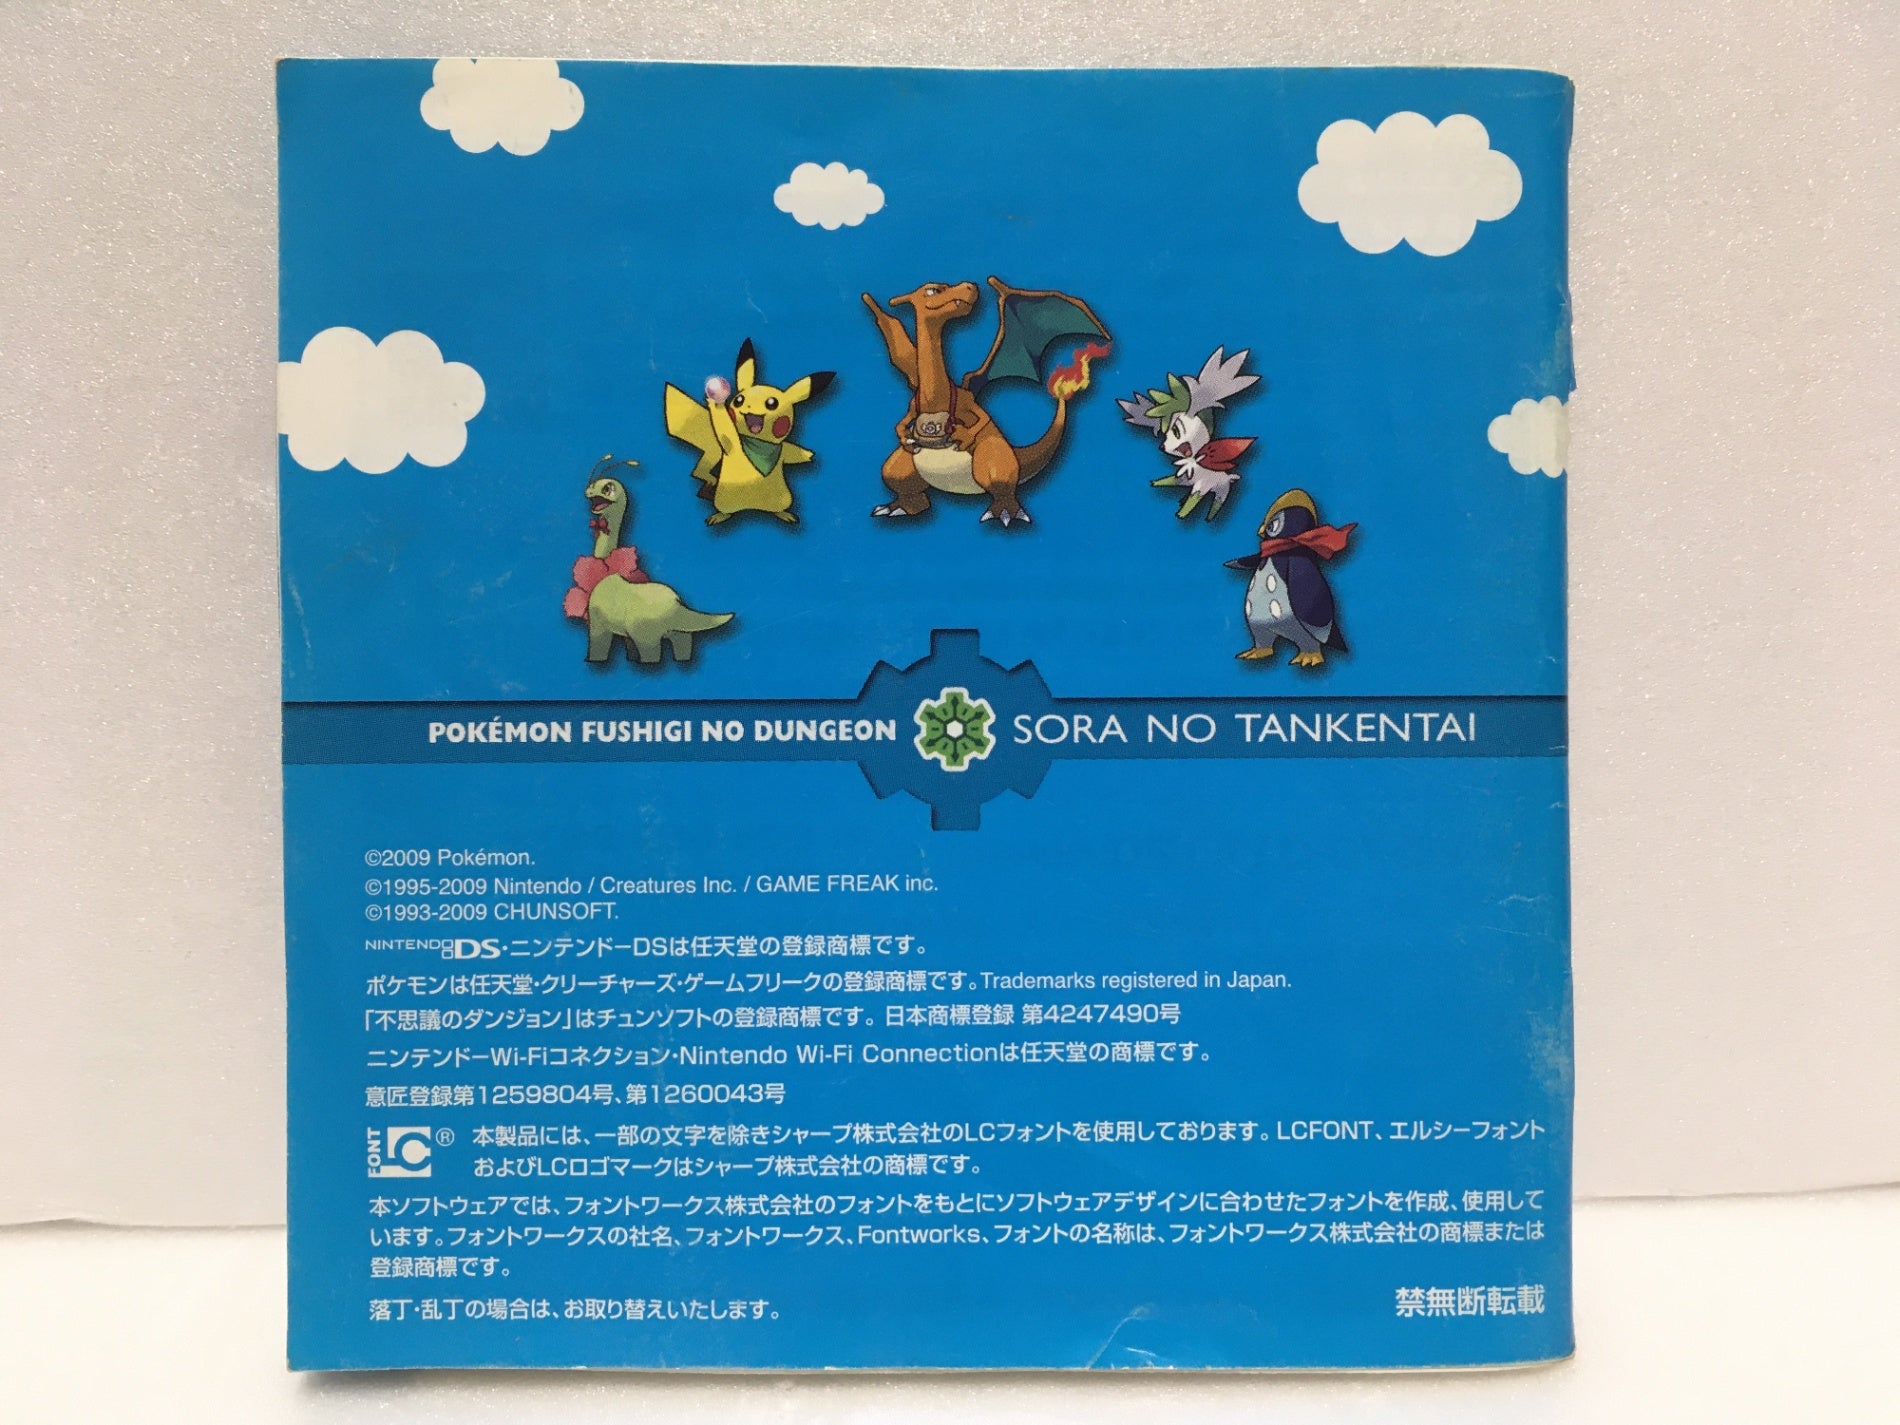 POKÉMON FUSHIGI NO DUNGEON SORA NO TANKENTAI
©2009 Pokémon.
©1995-2009 Nintendo / Creatures Inc. / GAME FREAK inc.
©1993-2009 CHUNSOFT.
NINTENDO DS・ニンテンドーDSは任天堂の登録商標です。
ポケモンは任天堂・クリーチャーズ・ゲームフリークの登録商標です。Trademarks registered in Japan.
「不思議のダンジョン」はチュンソフトの登録商標です。日本商標登録 第4247490号
ニンテンドーWi-Fiコネクション・Nintendo Wi-Fi Connectionは任天堂の商標です。
意匠登録第1259804号、第1260043号
FONT LC® 本製品には、一部の文字を除きシャープ株式会社のLCフォントを使用しております。LCFONT、エルシーフォント
およびLCロゴマークはシャープ株式会社の商標です。
本ソフトウェアでは、フォントワークス株式会社のフォントをもとにソフトウェアデザインに合わせたフォントを作成、使用して
います。フォントワークスの社名、フォントワークス、Fontworks、フォントの名称は、フォントワークス株式会社の商標または
登録商標です。
落丁・乱丁の場合は、お取り替えいたします。
禁無断転載